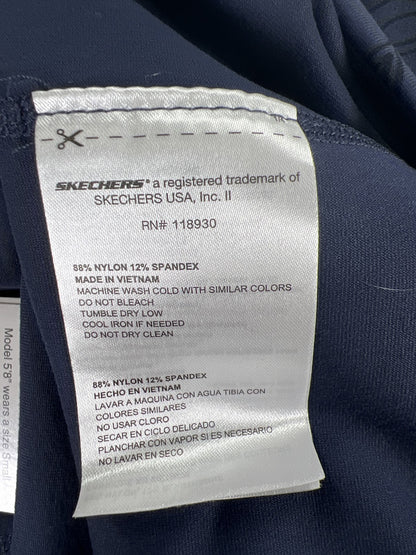 SKECHERS® a registered trademark of
SKECHERS USA, Inc. II
RN# 118930
88% NYLON 12% SPANDEX
MADE IN VIETNAM
MACHINE WASH COLD WITH SIMILAR COLORS
DO NOT BLEACH
TUMBLE DRY LOW
COOL IRON IF NEEDED
DO NOT DRY CLEAN
88% NYLON 12% SPANDEX
HECHO EN VIETNAM
LAVAR A MAQUINA CON AGUA TIBIA CON
COLORES SIMILARES
NO USAR CLORO
SECAR EN CICLO DELICADO
PLANCHAR CON VAPOR SI ES NECESARIO
NO LAVAR EN SECO
Model 5'8" wears a size Small